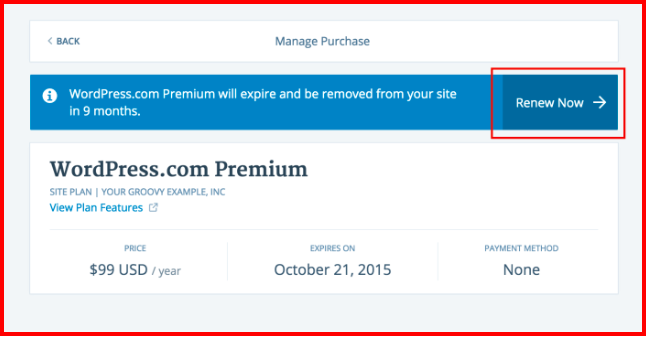 BACK
Manage Purchase
WordPress.com Premium will expire and be removed from your site
in 9 months.
Renew Now
WordPress.com Premium
SITE PLAN | YOUR GROOVY EXAMPLE, INC
View Plan Features
PRICE
$99 USD / year
EXPIRES ON
October 21, 2015
PAYMENT METHOD
None